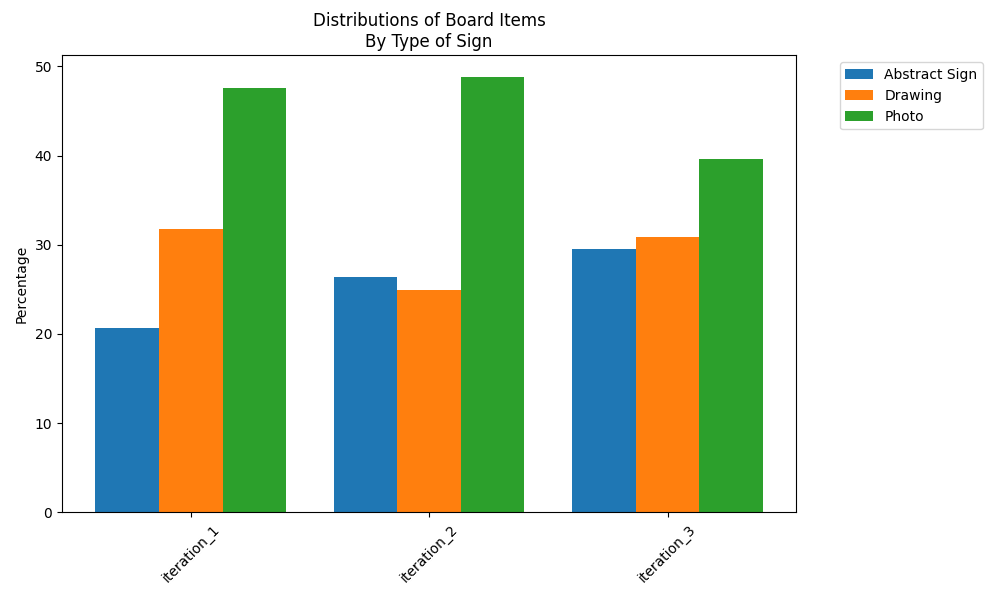 Distributions of Board Items
By Type of Sign
Abstract Sign
Drawing
Photo
Percentage
50
40
30
20
10
0
iteration_1
iteration_2
iteration_3